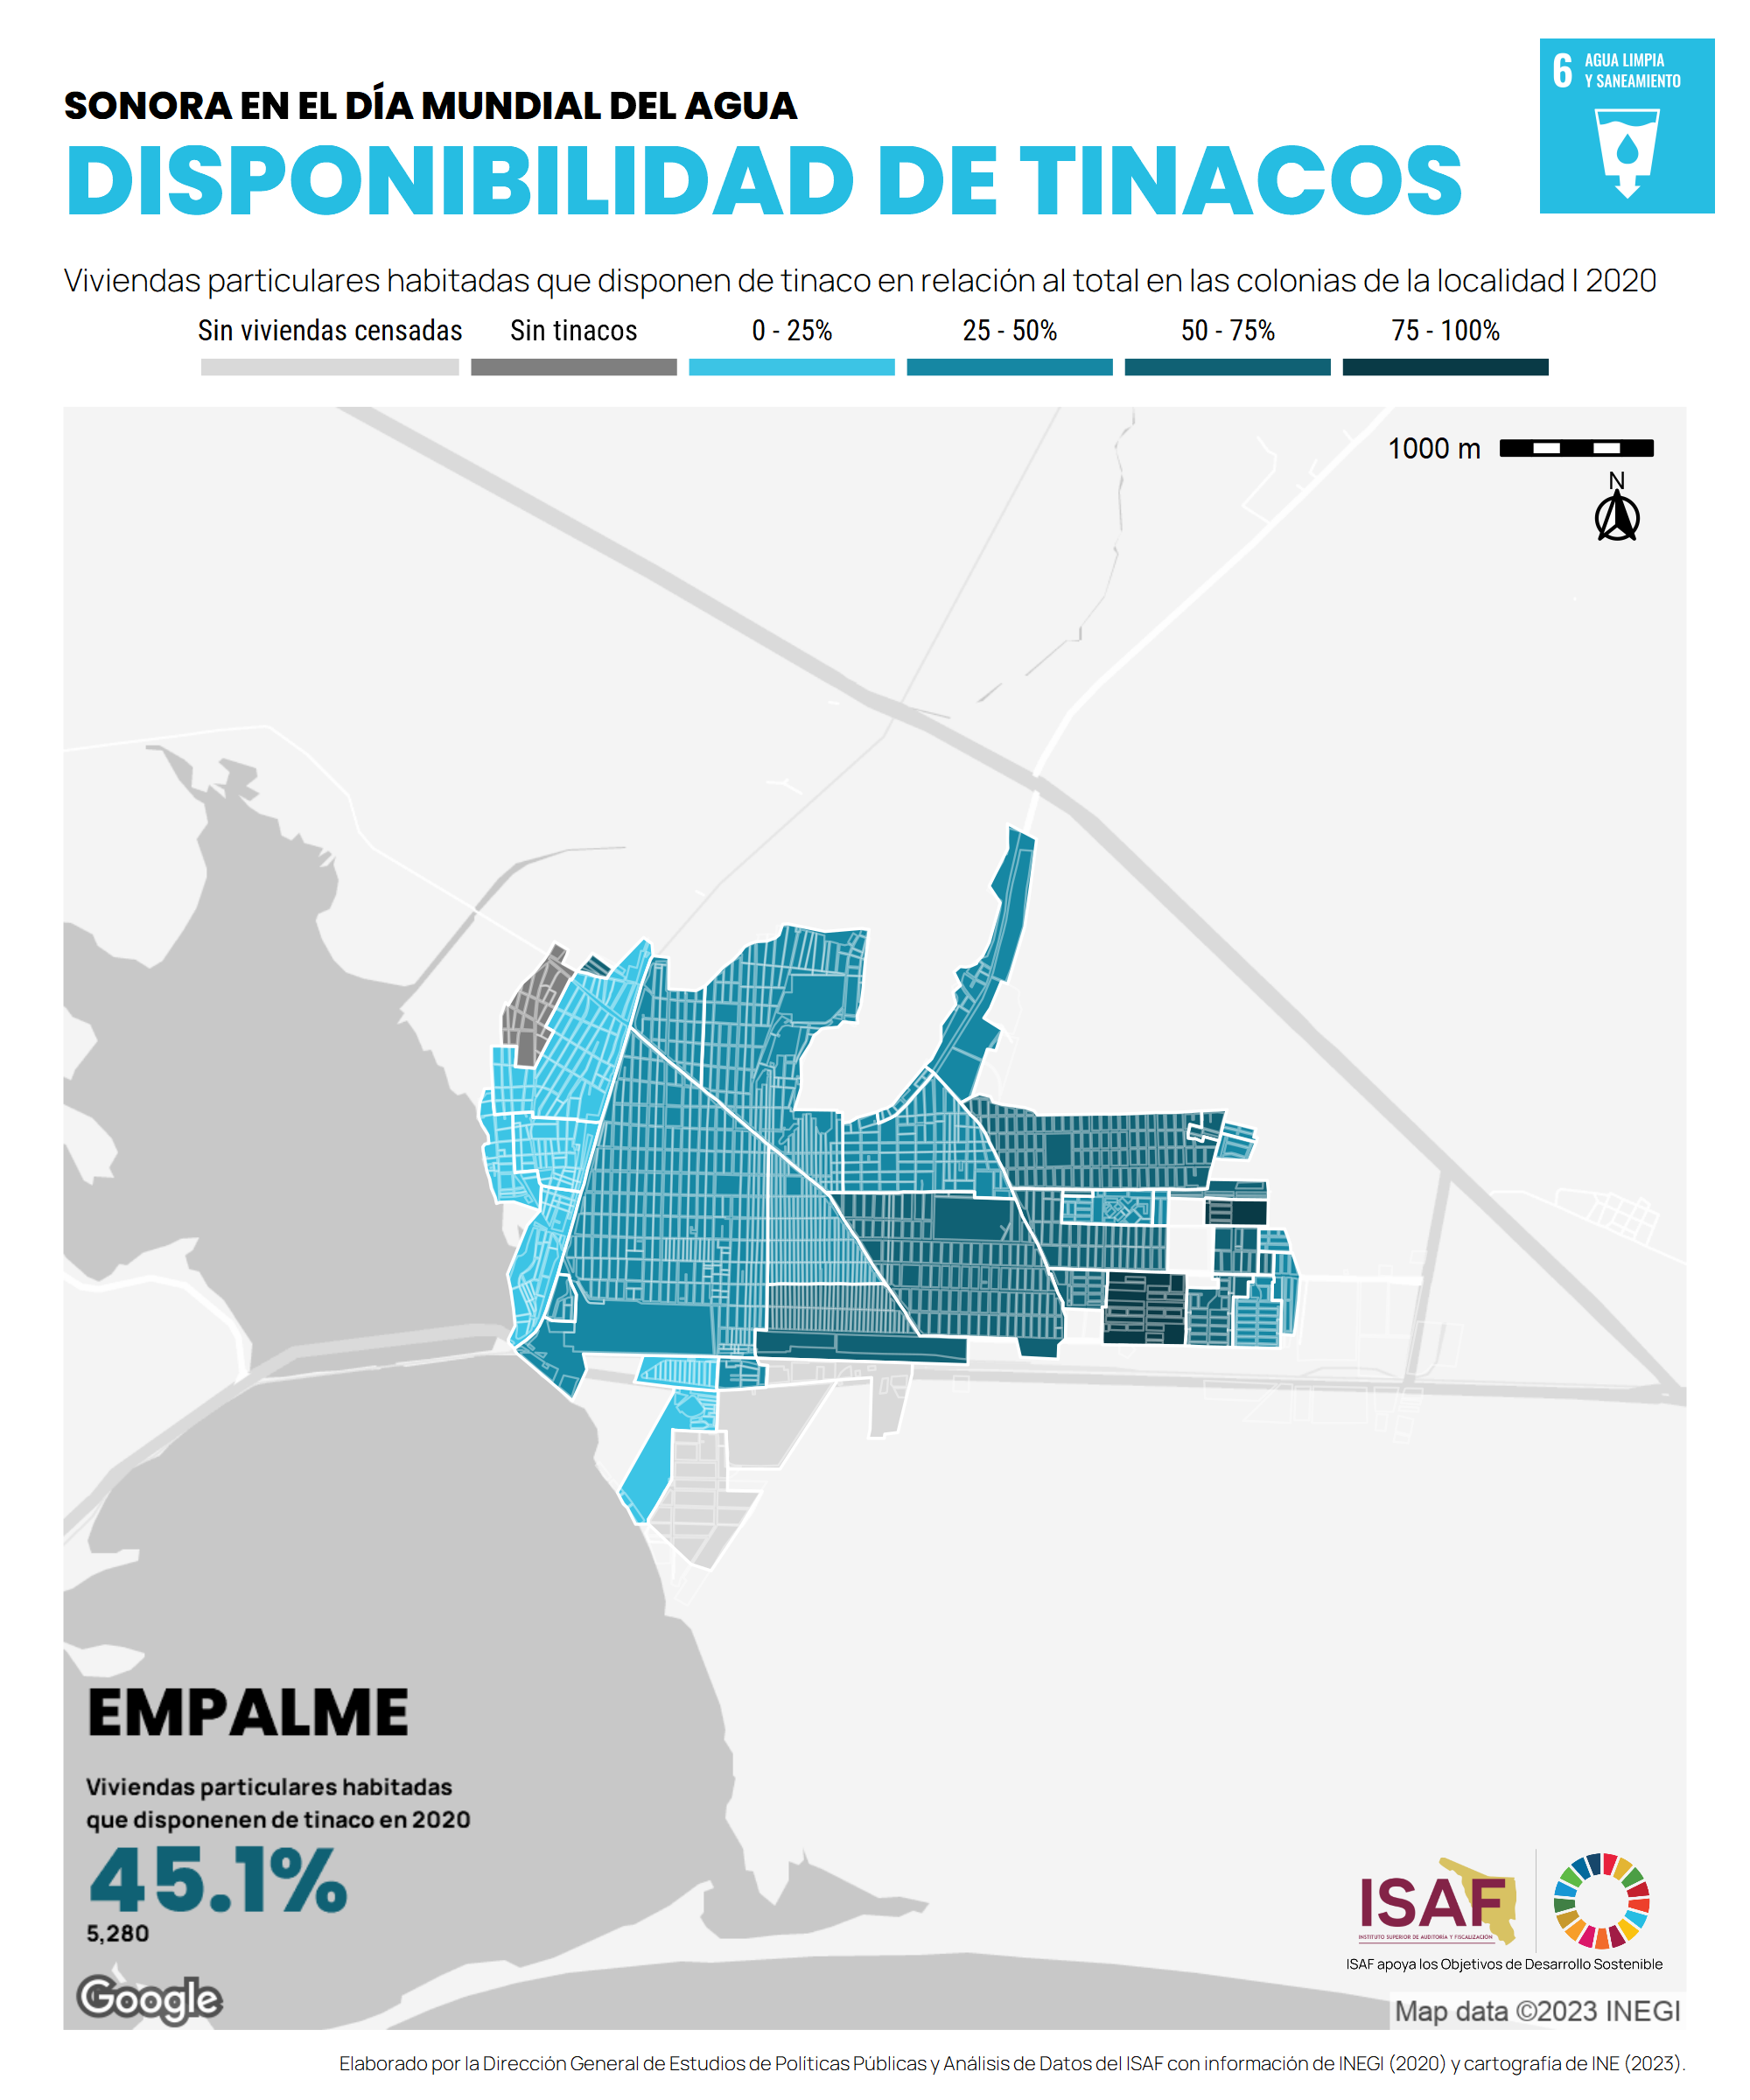 6 AGUA LIMPIA
Y SANEAMIENTO
SONORA EN EL DÍA MUNDIAL DEL AGUA
DISPONIBILIDAD DE TINACOS
Viviendas particulares habitadas que disponen de tinaco en relación al total en las colonias de la localidad | 2020
Sin viviendas censadas Sin tinacos 0 - 25% 25 - 50% 50 - 75% 75 - 100%
1000 m
N
EMPALME
Viviendas particulares habitadas
que disponenen de tinaco en 2020
45.1%
5,280
Google
ISAF
INSTITUTO SUPERIOR DE AUDITORÍA Y FISCALIZACIÓN
ISAF apoya los Objetivos de Desarrollo Sostenible
Map data ©2023 INEGI
Elaborado por la Dirección General de Estudios de Políticas Públicas y Análisis de Datos del ISAF con información de INEGI (2020) y cartografía de INE (2023).